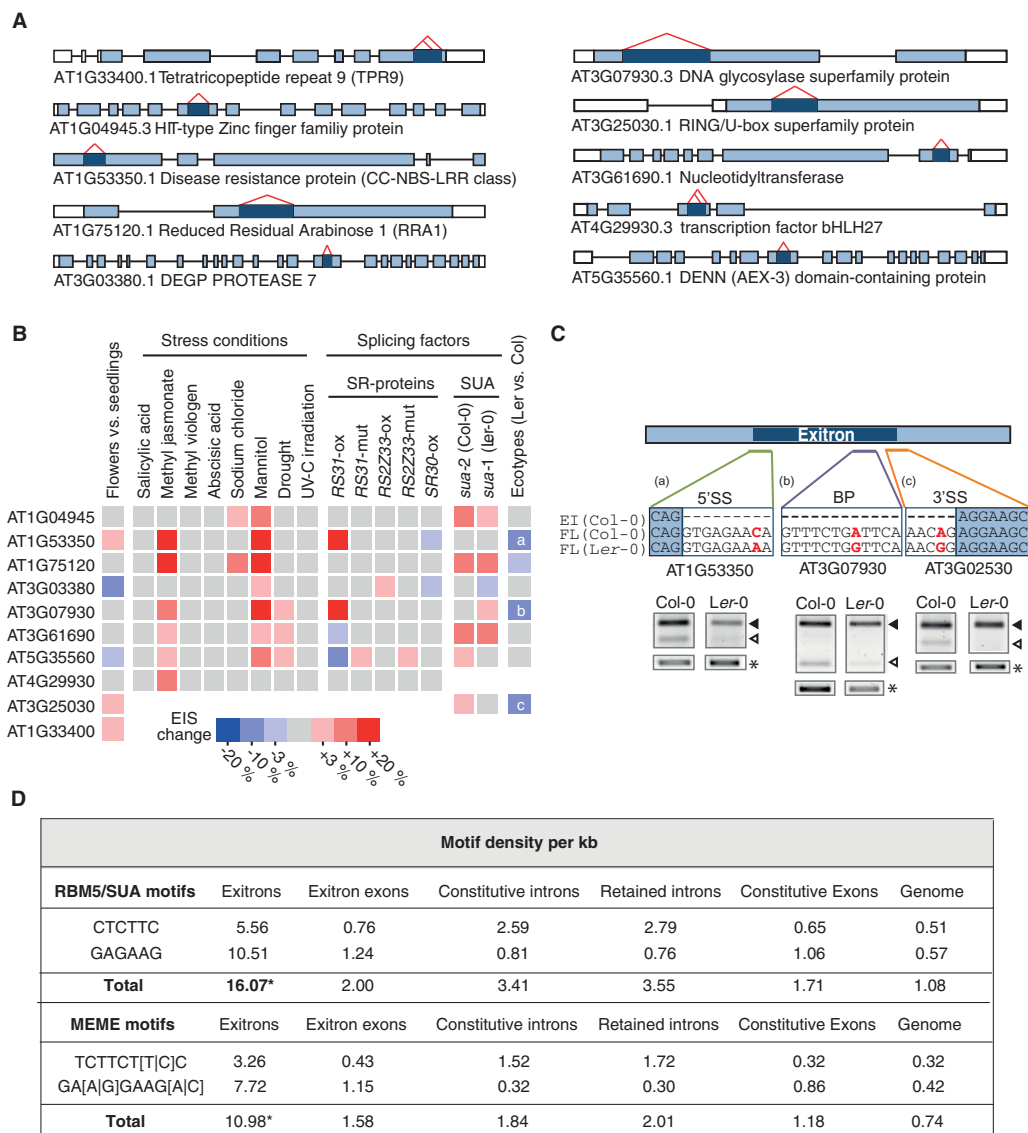 A
AT1G33400.1 Tetratricopeptide repeat 9 (TPR9)
AT1G04945.3 HIT-type Zinc finger familiy protein
AT1G53350.1 Disease resistance protein (CC-NBS-LRR class)
AT1G75120.1 Reduced Residual Arabinose 1 (RRA1)
AT3G03380.1 DEGP PROTEASE 7
AT3G07930.3 DNA glycosylase superfamily protein
AT3G25030.1 RING/U-box superfamily protein
AT3G61690.1 Nucleotidyltransferase
AT4G29930.3 transcription factor bHLH27
AT5G35560.1 DENN (AEX-3) domain-containing protein
B
Stress conditions
Splicing factors
SR-proteins
SUA
Flowers vs. seedlings
Salicylic acid
Methyl jasmonate
Methyl viologen
Abscisic acid
Sodium chloride
Mannitol
Drought
UV-C irradiation
RS31-ox
RS31-mut
RS2Z33-ox
RS2Z33-mut
SR30-ox
sua-2 (Col-0)
sua-1 (Ler-0)
Ecotypes (Ler vs. Col)
AT1G04945
AT1G53350 a
AT1G75120
AT3G03380
AT3G07930 b
AT3G61690
AT5G35560
AT4G29930
AT3G25030 c
AT1G33400
EIS
change
-20 % -10 % -3 % +3 % +10 % +20 %
C
Exitron
(a) (b) (c)
5'SS BP 3'SS
EI(Col-0) CAG --------- AGGAAGC
FL(Col-0) CAGGTGAGAACA GTTTCTGATTCA AACAGAGGAAGC
FL(Ler-0) CAGGTGAGAAAA GTTTCTGGTTCA AACGGAGGAAGC
AT1G53350 AT3G07930 AT3G02530
Col-0 Ler-0 Col-0 Ler-0 Col-0 Ler-0
*
*
*
D
Motif density per kb
RBM5/SUA motifs Exitrons Exitron exons Constitutive introns Retained introns Constitutive Exons Genome
CTCTTC 5.56 0.76 2.59 2.79 0.65 0.51
GAGAAG 10.51 1.24 0.81 0.76 1.06 0.57
Total 16.07* 2.00 3.41 3.55 1.71 1.08
MEME motifs Exitrons Exitron exons Constitutive introns Retained introns Constitutive Exons Genome
TCTTCT[T|C]C 3.26 0.43 1.52 1.72 0.32 0.32
GA[A|G]GAAG[A|C] 7.72 1.15 0.32 0.30 0.86 0.42
Total 10.98* 1.58 1.84 2.01 1.18 0.74